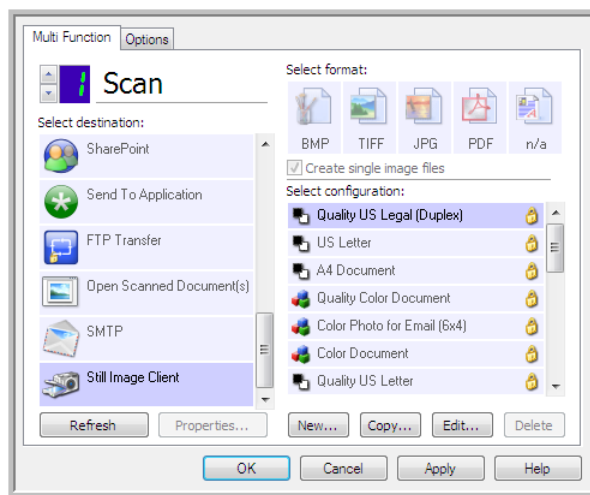 Multi Function
Options
1 Scan
Select destination:
SharePoint
Send To Application
FTP Transfer
Open Scanned Document(s)
SMTP
Still Image Client
Refresh
Properties...
Select format:
BMP TIFF JPG PDF n/a
Create single image files
Select configuration:
Quality US Legal (Duplex)
US Letter
A4 Document
Quality Color Document
Color Photo for Email (6x4)
Color Document
Quality US Letter
New... Copy... Edit... Delete
OK Cancel Apply Help